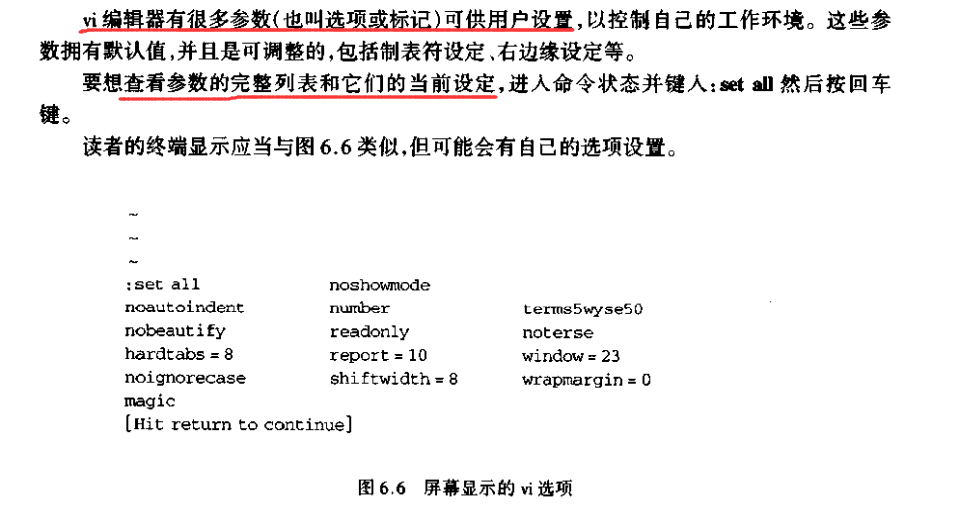 vi 编辑器有很多参数(也叫选项或标记)可供用户设置,以控制自己的工作环境。这些参
数拥有默认值,并且是可调整的,包括制表符设定、右边缘设定等。
要想查看参数的完整列表和它们的当前设定,进入命令状态并键人:set all 然后按回车
键。
读者的终端显示应当与图 6.6 类似,但可能会有自己的选项设置。
~
~
~
:set all noshowmode
noautoindent number terms5wyse50
nobeautify readonly noterse
hardtabs = 8 report = 10 window = 23
noignorecase shiftwidth = 8 wrapmargin = 0
magic
[Hit return to continue]
图 6.6 屏幕显示的 vi 选项